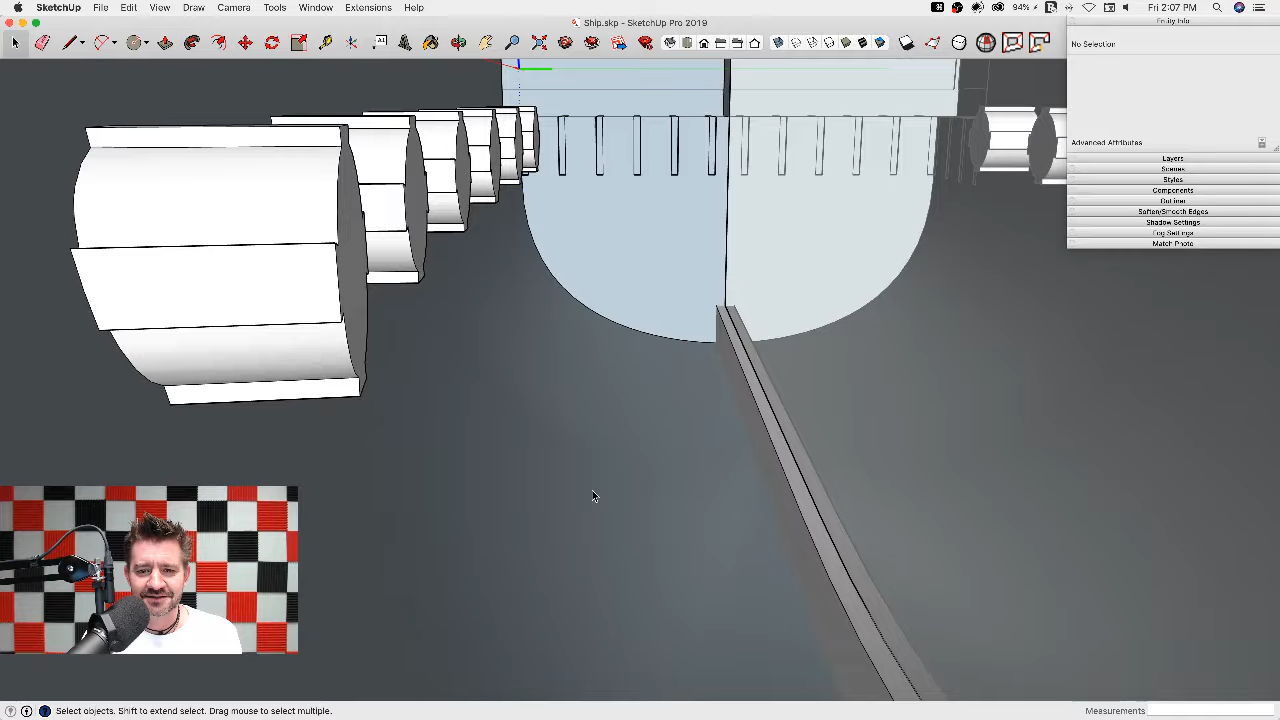 SketchUp File Edit View Draw Camera Tools Window Extensions Help
94% Fri 2:07 PM
Ship.skp - SketchUp Pro 2019
Entity Info
No Selection
Advanced Attributes
Layers
Scenes
Styles
Components
Outliner
Soften/Smooth Edges
Shadow Settings
Fog Settings
Match Photo
Select objects. Shift to extend select. Drag mouse to select multiple.
Measurements